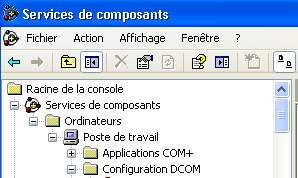 Services de composants
Fichier Action Affichage Fenêtre ?
Racine de la console
Services de composants
Ordinateurs
Poste de travail
Applications COM+
Configuration DCOM